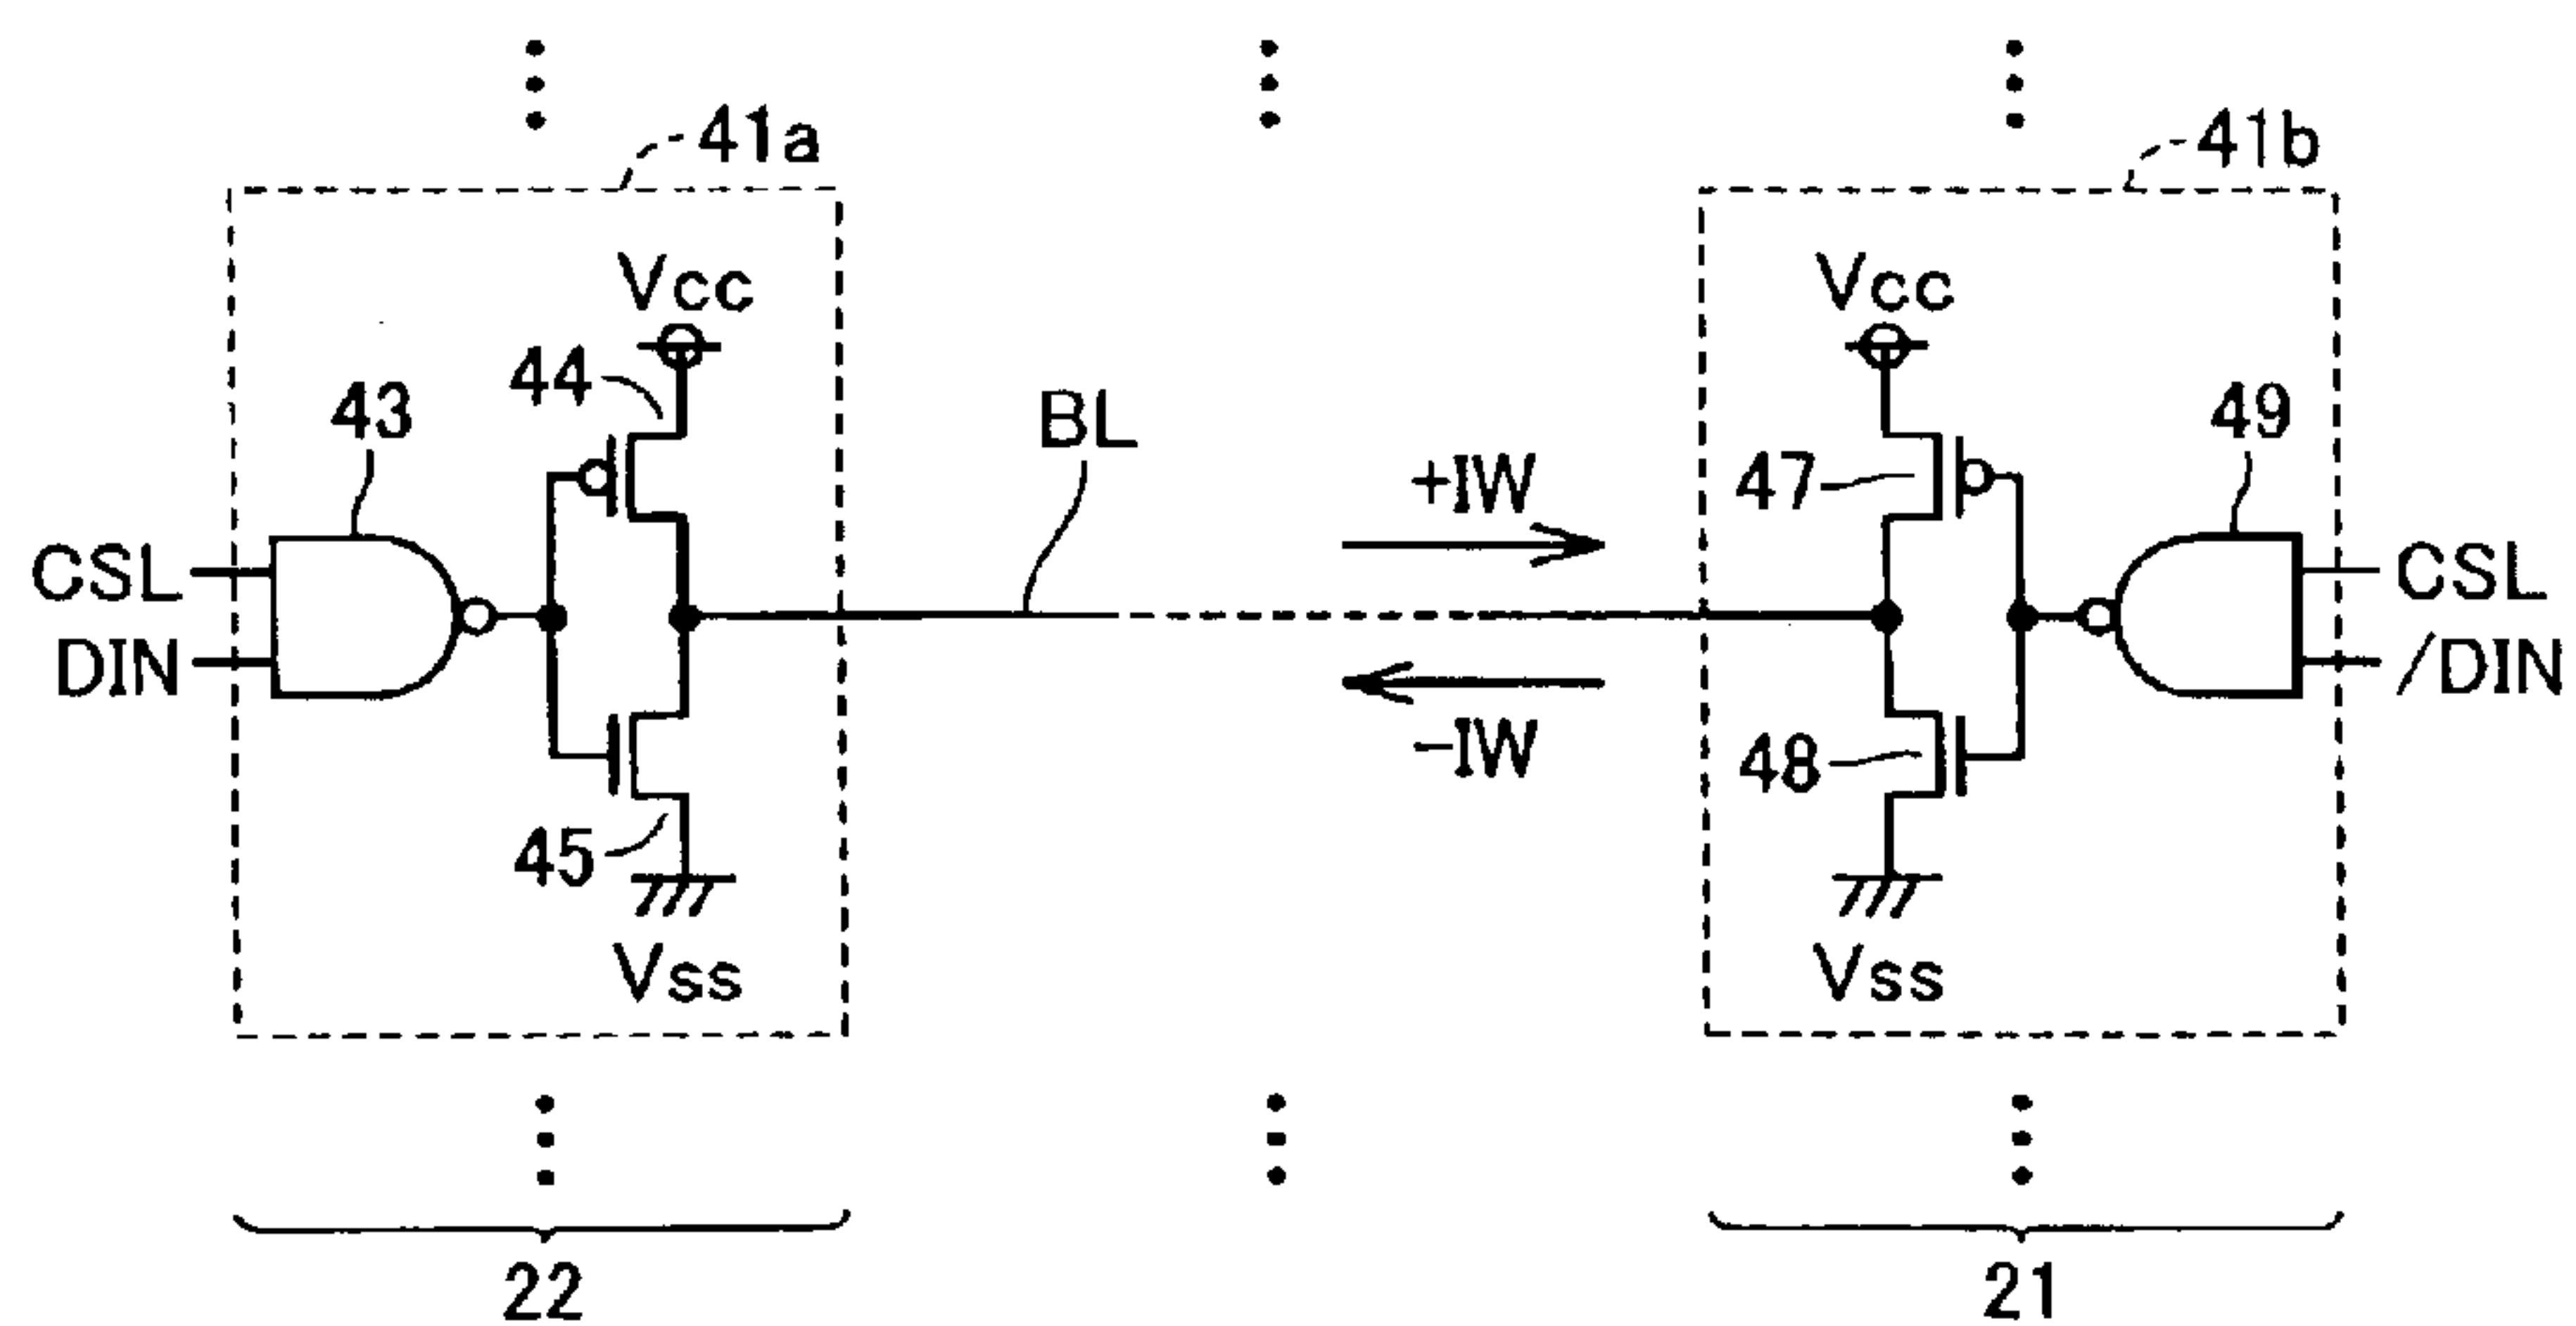 41a
41b
Vcc
Vcc
44
43
BL
49
+IW
47
CSL
CSL
DIN
/DIN
-IW
48
45
Vss
Vss
22
21